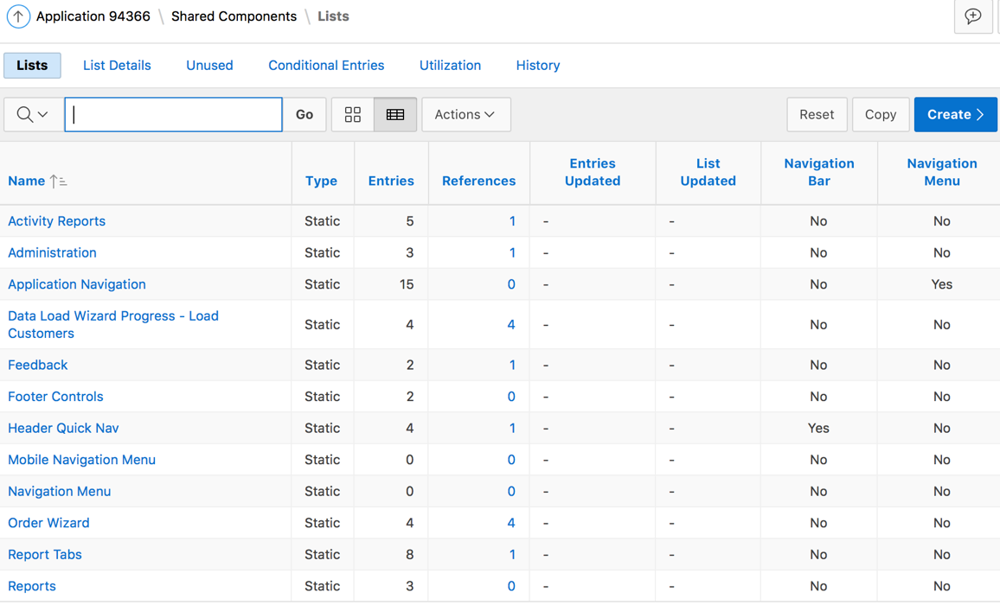 Application 94366 \ Shared Components \ Lists
Lists List Details Unused Conditional Entries Utilization History
Go Actions Reset Copy Create
Name Type Entries References Entries Updated List Updated Navigation Bar Navigation Menu
Activity Reports Static 5 1 - - No No
Administration Static 3 1 - - No No
Application Navigation Static 15 0 - - No Yes
Data Load Wizard Progress - Load
Customers Static 4 4 - - No No
Feedback Static 2 1 - - No No
Footer Controls Static 2 0 - - No No
Header Quick Nav Static 4 1 - - Yes No
Mobile Navigation Menu Static 0 0 - - No No
Navigation Menu Static 0 0 - - No No
Order Wizard Static 4 4 - - No No
Report Tabs Static 8 1 - - No No
Reports Static 3 0 - - No No